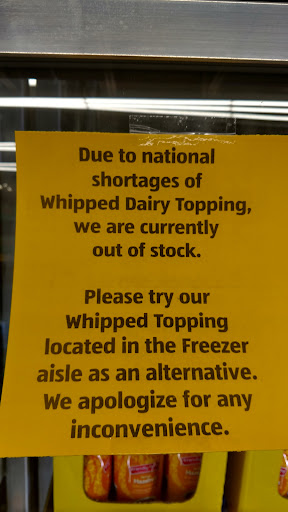 Due to national
shortages of
Whipped Dairy Topping,
we are currently
out of stock.
Please try our
Whipped Topping
located in the Freezer
aisle as an alternative.
We apologize for any
inconvenience.